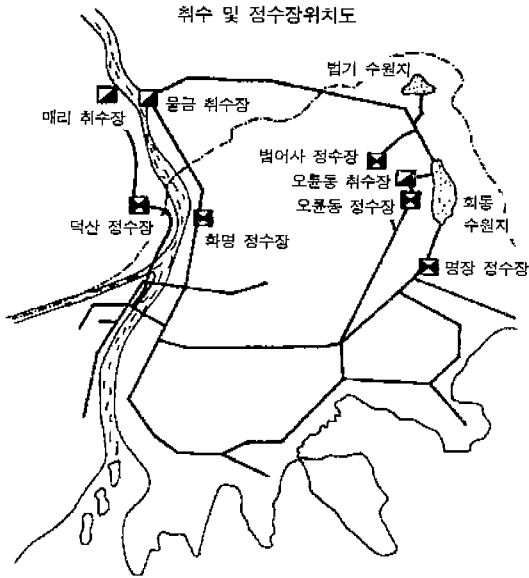 취수 및 정수장위치도
법기 수원지
물금 취수장
매리 취수장
범어사 정수장
오륜동 취수장
오륜동 정수장
회동
수원지
덕산 정수장
화명 정수장
명장 정수장